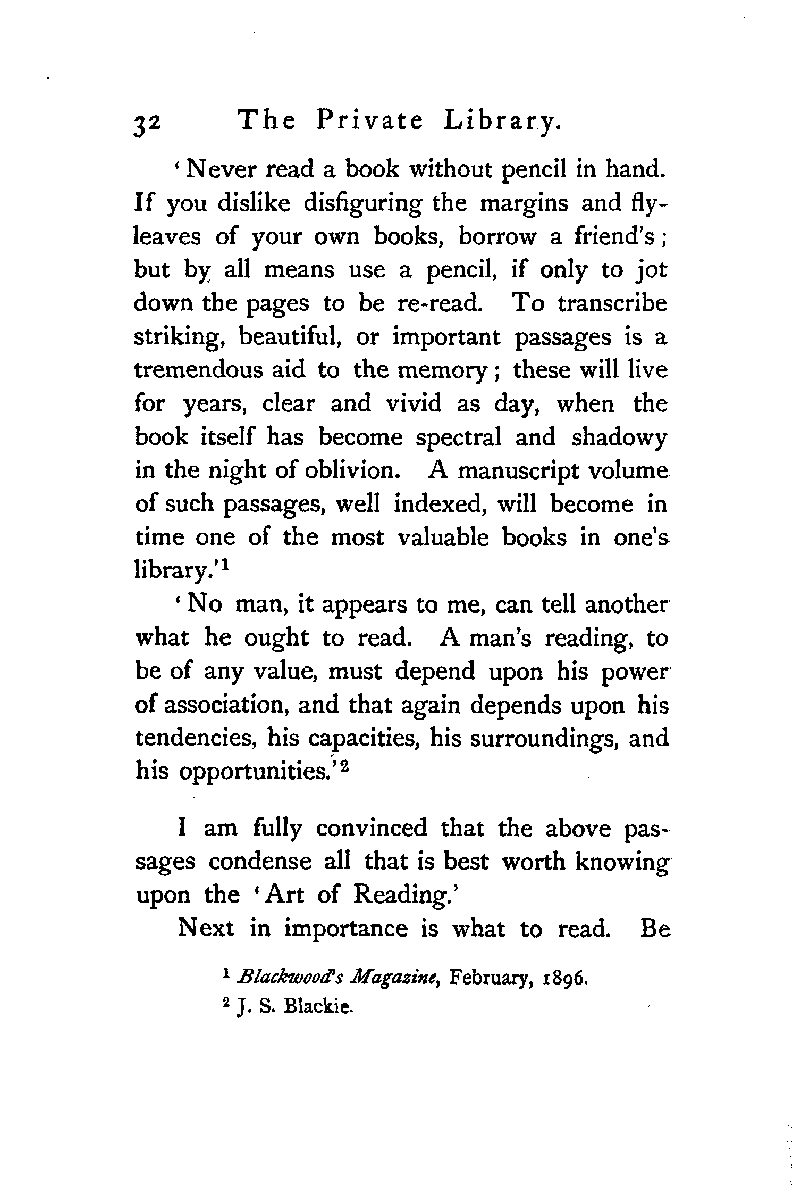 32 The Private Library.
‘Never read a book without pencil in hand.
If you dislike disfiguring the margins and fly-
leaves of your own books, borrow a friend's;
but by all means use a pencil, if only to jot
down the pages to be re-read. To transcribe
striking, beautiful, or important passages is a
tremendous aid to the memory; these will live
for years, clear and vivid as day, when the
book itself has become spectral and shadowy
in the night of oblivion. A manuscript volume
of such passages, well indexed, will become in
time one of the most valuable books in one's
library.’¹
‘No man, it appears to me, can tell another
what he ought to read. A man's reading, to
be of any value, must depend upon his power
of association, and that again depends upon his
tendencies, his capacities, his surroundings, and
his opportunities.’²
I am fully convinced that the above pas-
sages condense all that is best worth knowing
upon the ‘Art of Reading.’
Next in importance is what to read. Be
¹ Blackwood's Magazine, February, 1896.
² J. S. Blackie.